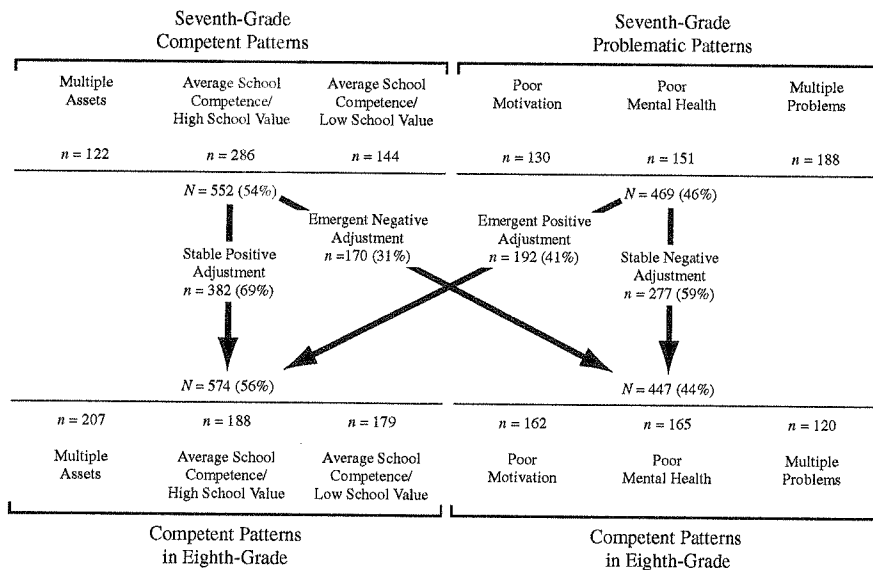 Seventh-Grade
Competent Patterns
Seventh-Grade
Problematic Patterns
Multiple
Assets
Average School
Competence/
High School Value
Average School
Competence/
Low School Value
Poor
Motivation
Poor
Mental Health
Multiple
Problems
n = 122
n = 286
n = 144
n = 130
n = 151
n = 188
N = 552 (54%)
N = 469 (46%)
Emergent Negative
Adjustment
n =170 (31%)
Emergent Positive
Adjustment
n = 192 (41%)
Stable Positive
Adjustment
n = 382 (69%)
Stable Negative
Adjustment
n = 277 (59%)
N = 574 (56%)
N = 447 (44%)
n = 207
n = 188
n = 179
n = 162
n = 165
n = 120
Multiple
Assets
Average School
Competence/
High School Value
Average School
Competence/
Low School Value
Poor
Motivation
Poor
Mental Health
Multiple
Problems
Competent Patterns
in Eighth-Grade
Competent Patterns
in Eighth-Grade